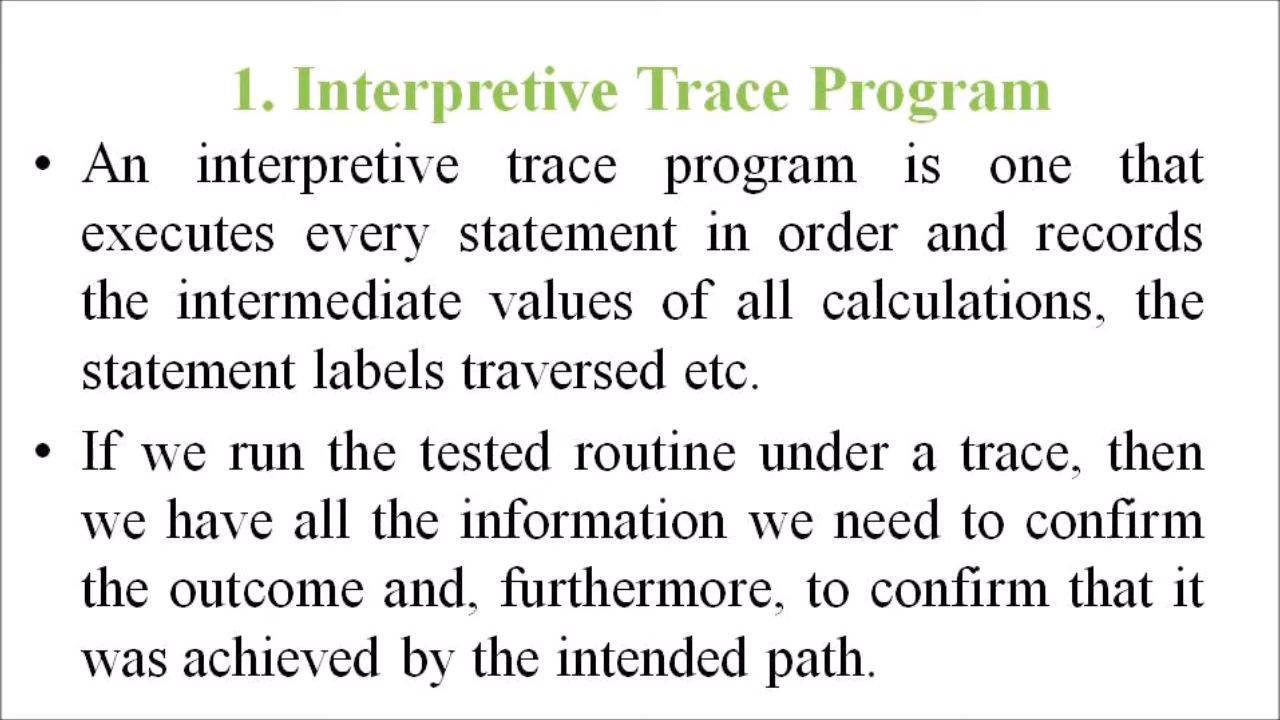 1. Interpretive Trace Program
• An interpretive trace program is one that
executes every statement in order and records
the intermediate values of all calculations, the
statement labels traversed etc.
• If we run the tested routine under a trace, then
we have all the information we need to confirm
the outcome and, furthermore, to confirm that it
was achieved by the intended path.